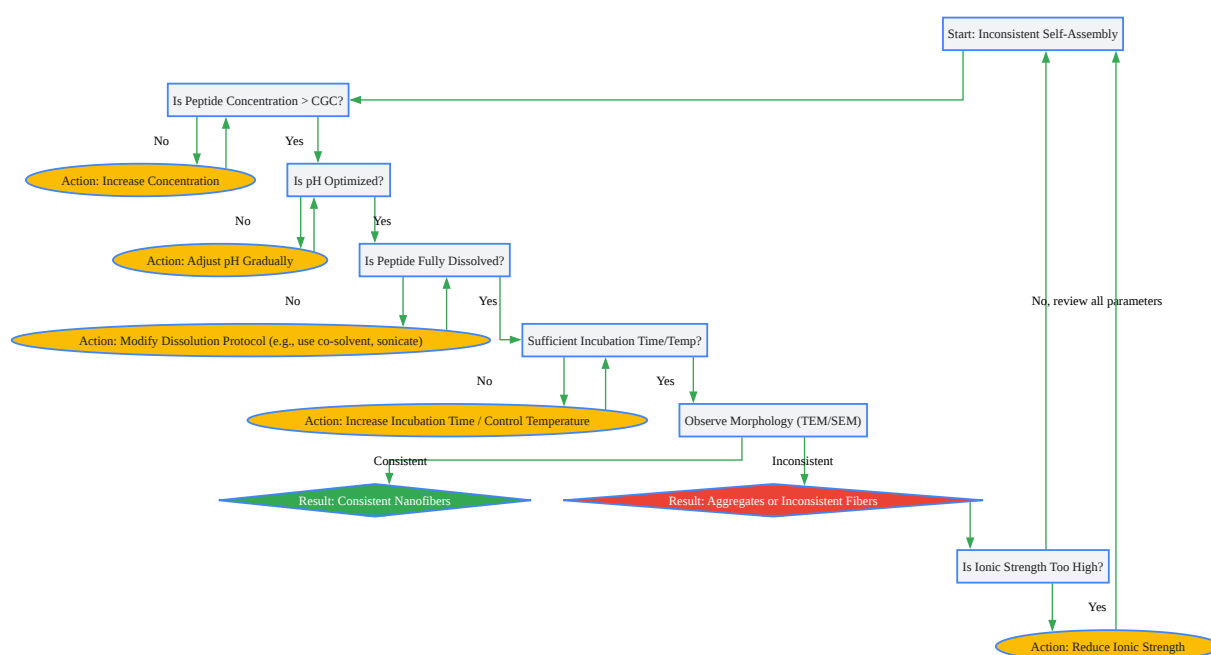 Start: Inconsistent Self-Assembly
Is Peptide Concentration > CGC?
No
Yes
Action: Increase Concentration
Is pH Optimized?
No
Yes
Action: Adjust pH Gradually
Is Peptide Fully Dissolved?
No
Yes
No, review all parameters
Action: Modify Dissolution Protocol (e.g., use co-solvent, sonicate)
Sufficient Incubation Time/Temp?
No
Yes
Action: Increase Incubation Time / Control Temperature
Observe Morphology (TEM/SEM)
Consistent
Inconsistent
Result: Consistent Nanofibers
Result: Aggregates or Inconsistent Fibers
Is Ionic Strength Too High?
Yes
Action: Reduce Ionic Strength